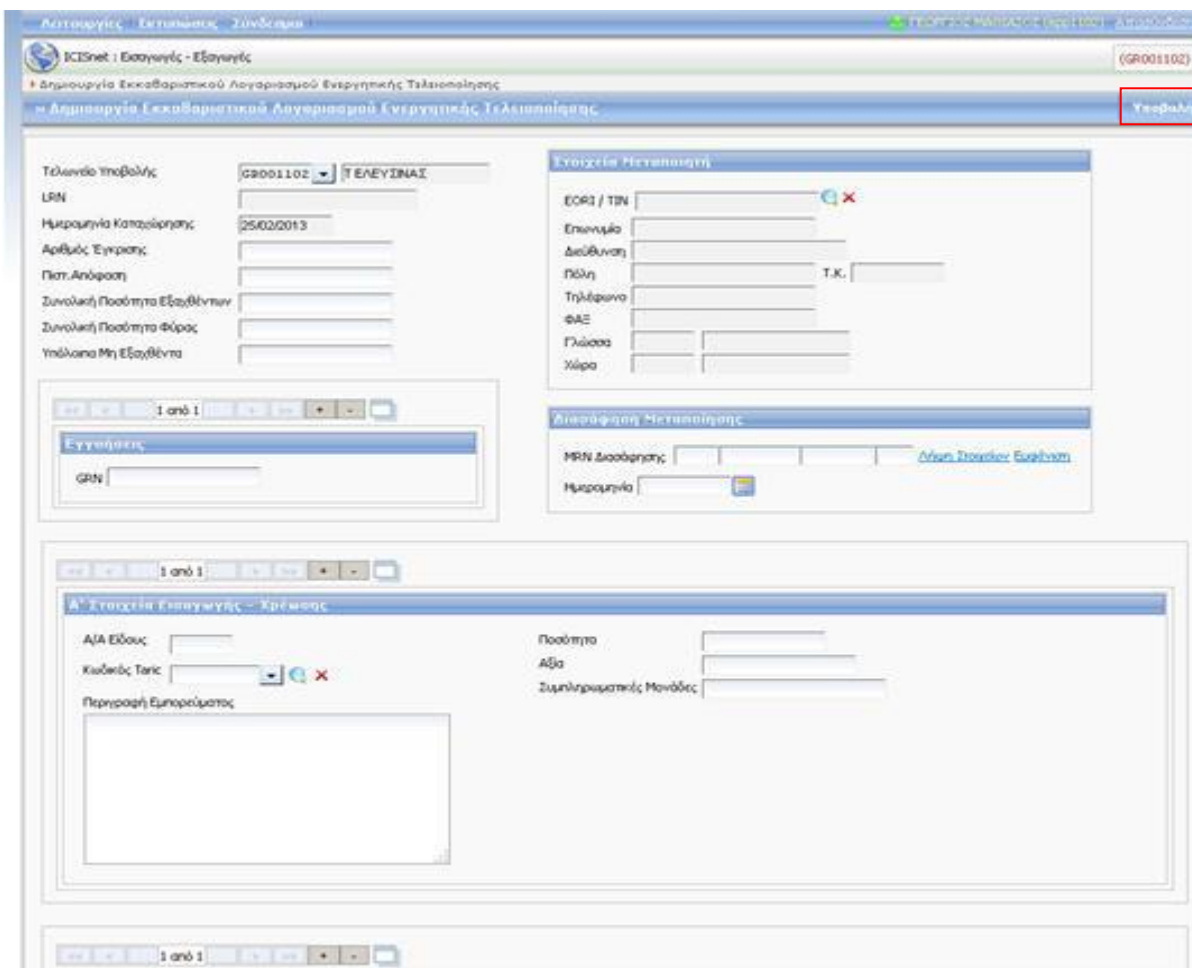 Λειτουργίες Εκτυπώσεις Σύνδεσμοι
ICISnet : Εισαγωγές - Εξαγωγές
(GR001102)
Δημιουργία Εκκαθαριστικού Λογαριασμού Ενεργητικής Τελειοποίησης
» Δημιουργία Εκκαθαριστικού Λογαριασμού Ενεργητικής Τελειοποίησης
Υποβολή
Τελωνείο Υποβολής GR001102 Τ ΕΛΕΥΣΙΝΑΣ
LRN
Ημερομηνία Καταχώρησης 25/02/2013
Αριθμός Έγκρισης
Πιστ.Απόφαση
Συνολική Ποσότητα Εξαχθέντων
Συνολική Ποσότητα Φύρας
Υπόλοιπα Μη Εξαχθέντα
Στοιχεία Μεταποιητή
EORI / TIN
Επωνυμία
Διεύθυνση
Πόλη Τ.Κ.
Τηλέφωνο
ΦΑΞ
Γλώσσα
Χώρα
<< < 1 από 1 > >> + -
Εγγυήσεις
GRN
Διασάφηση Μεταποίησης
MRN Διασάφησης Λήψη Στοιχείων Εμφάνιση
Ημερομηνία
<< < 1 από 1 > >> + -
Α' Στοιχεία Εισαγωγής - Χρέωσης
Α/Α Είδους
Κωδικός Taric
Περιγραφή Εμπορεύματος
Ποσότητα
Αξία
Συμπληρωματικές Μονάδες
<< < 1 από 1 > >> + -